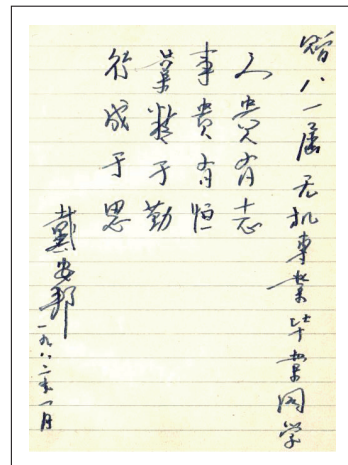 赠八一届无机专业毕业同学
人贵有志
事贵有恒
业精于勤
行成于思
戴安邦
一九八二年一月